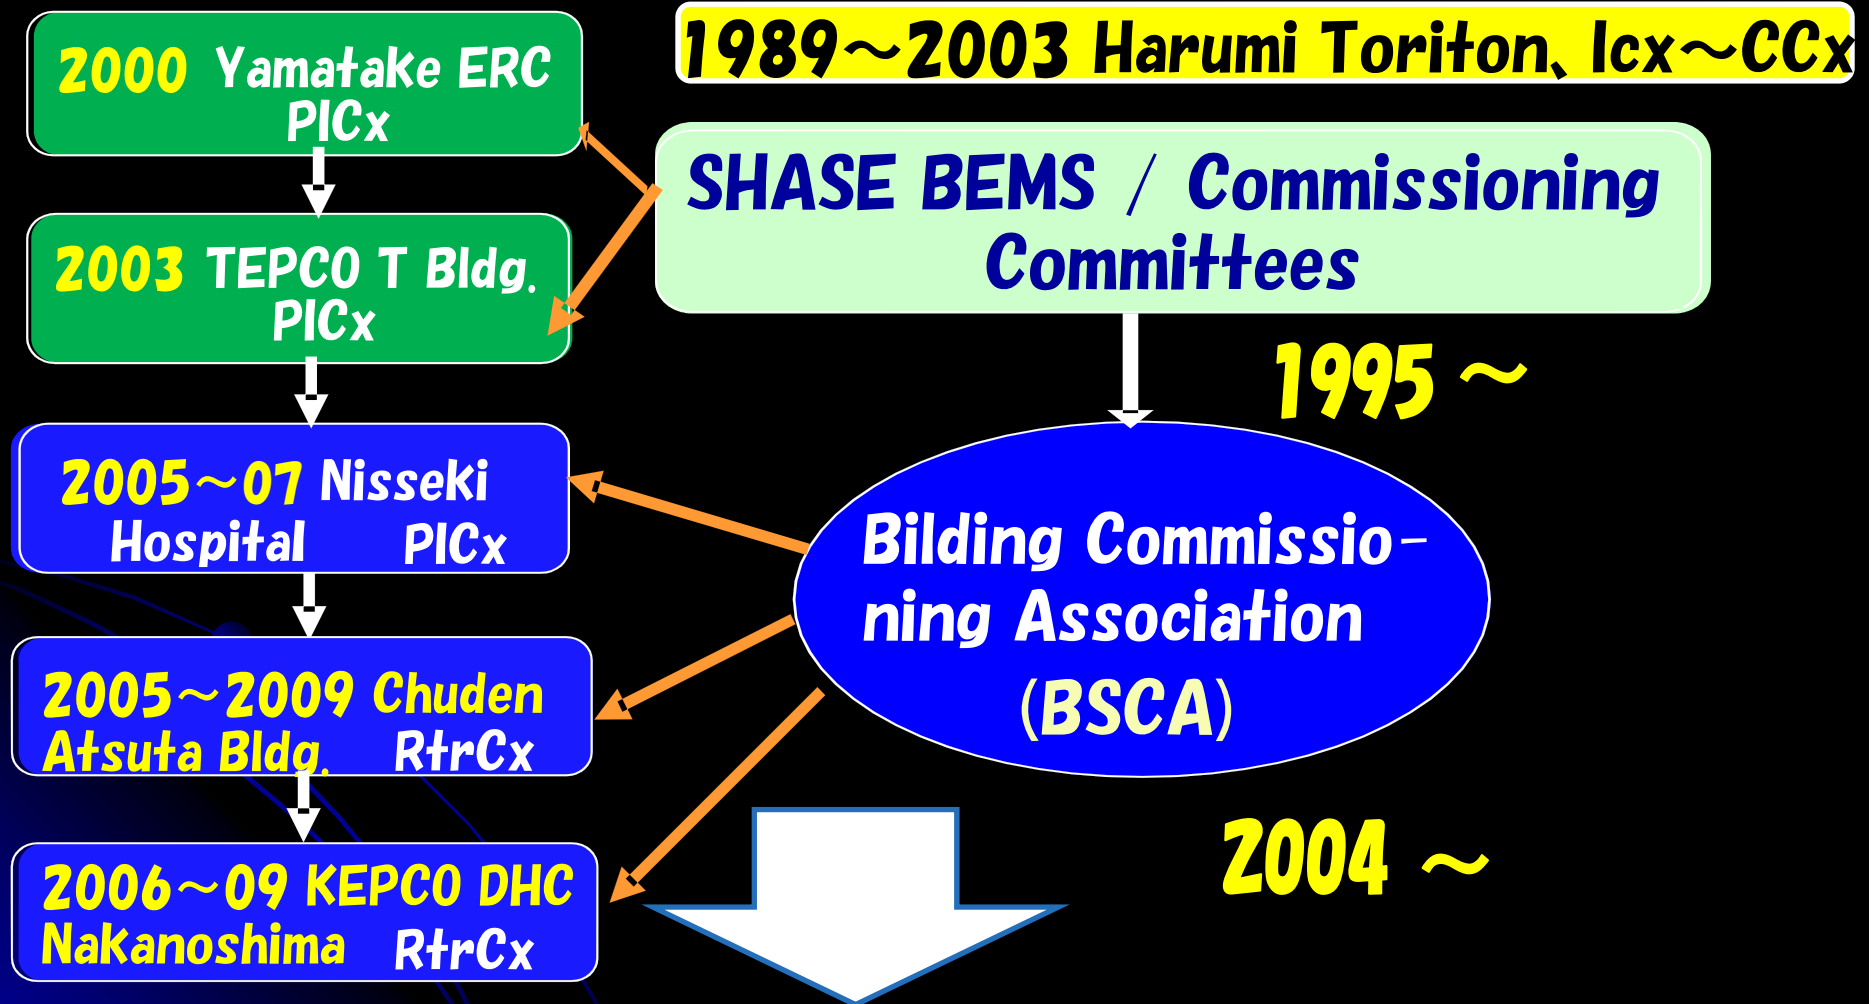 1989～2003 Harumi Toriton、Icx～CCx
2000 Yamatake ERC
PICx
2003 TEPCO T Bldg.
PICx
2005～07 Nisseki
Hospital PICx
2005～2009 Chuden
Atsuta Bldg. RtrCx
2006～09 KEPCO DHC
Nakanoshima RtrCx
SHASE BEMS / Commissioning
Committees
1995 ～
Bilding Commissio-
ning Association
(BSCA)
2004 ～